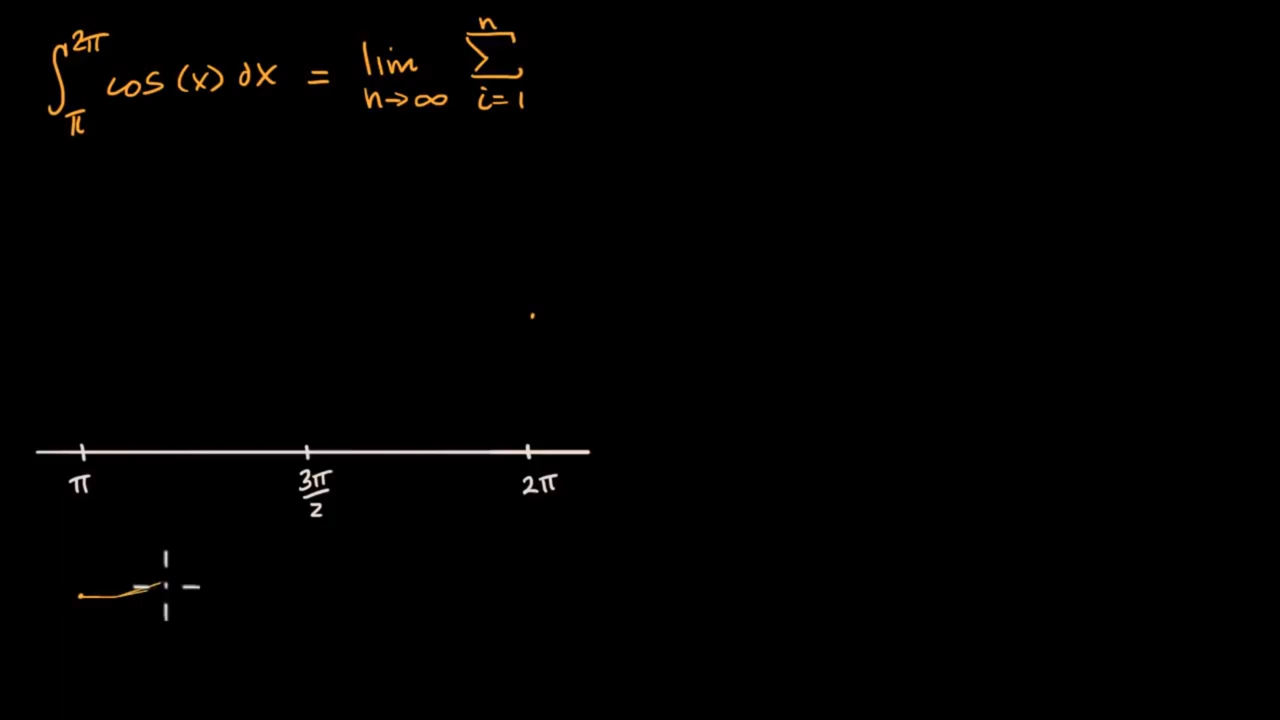 ∫_π^{2π} cos(x) dx = lim_{n→∞} Σ_{i=1}^{n}
π 3π/2 2π